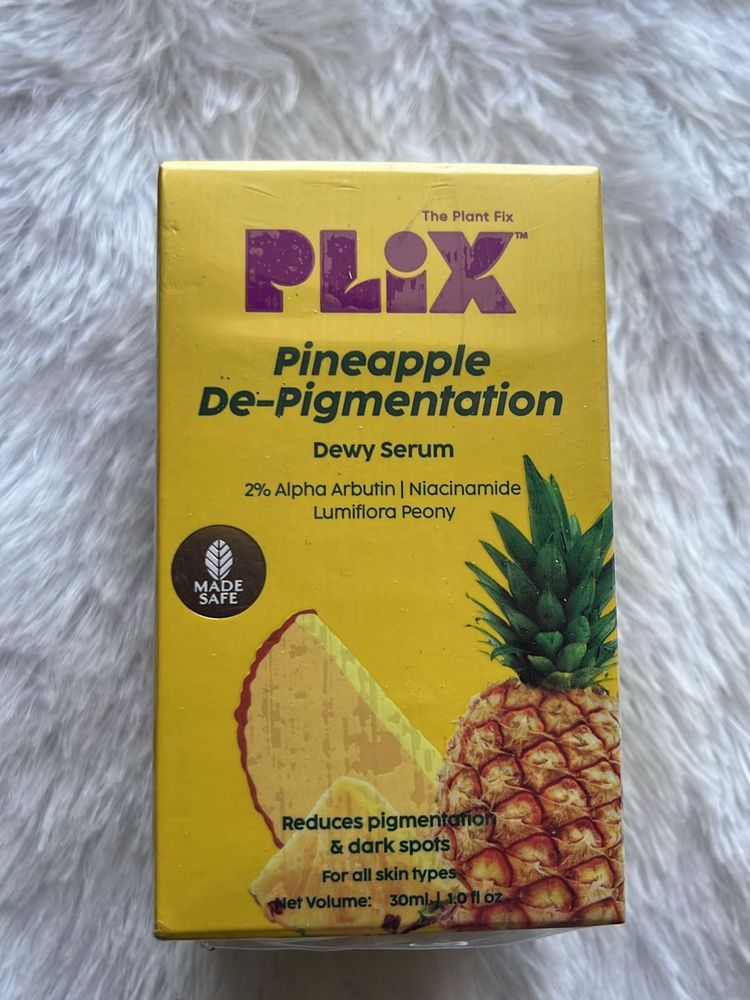 The Plant Fix
PLiX™
Pineapple
De-Pigmentation
Dewy Serum
2% Alpha Arbutin | Niacinamide
Lumiflora Peony
MADE
SAFE
Reduces pigmentation
& dark spots
For all skin types
Net Volume: 30ml | 1.0 fl oz